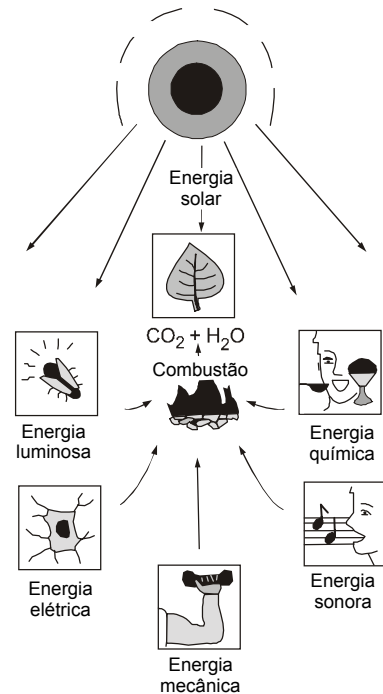 Energia
solar
CO₂ + H₂O
Combustão
Energia
luminosa
Energia
química
Energia
elétrica
Energia
sonora
Energia
mecânica